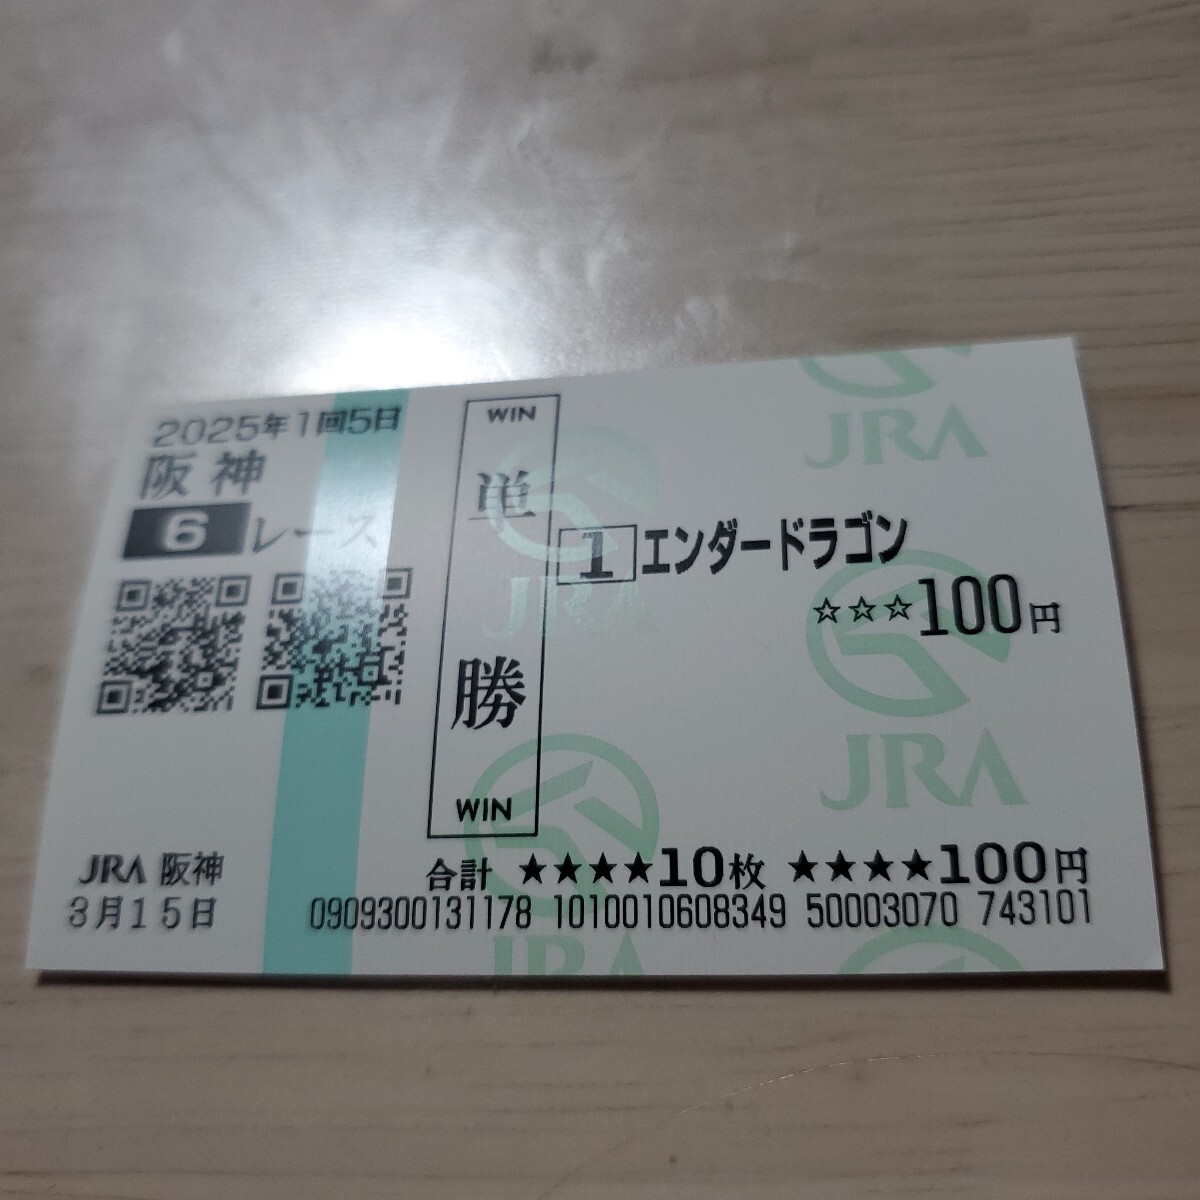 2025年1回5日
阪神
6レース
WIN
単勝
WIN
1 エンダードラゴン
☆☆☆100円
JRA 阪神
3月15日
合計 ★★★★10枚 ★★★★100円
0909300131178 1010010608349 50003070 743101
JRA
JRA
JRA
JRA